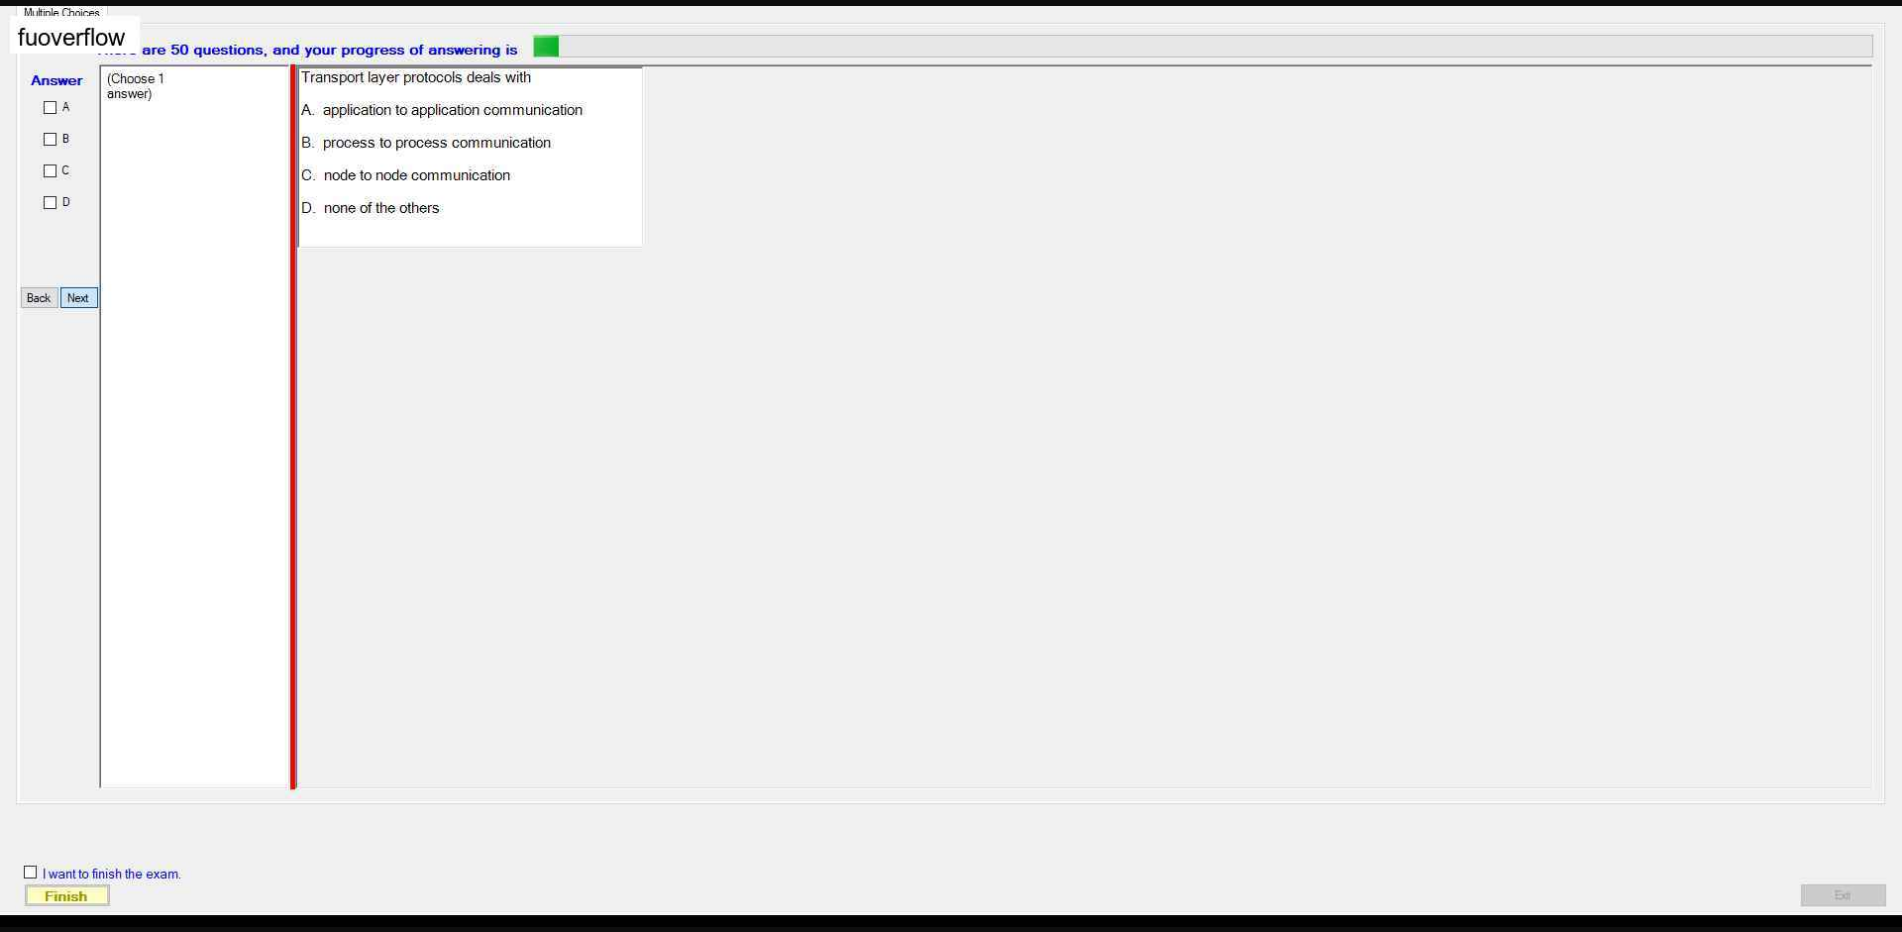 Multiple Choices
fuoverflow
are 50 questions, and your progress of answering is
Answer
(Choose 1
answer)
A
B
C
D
Back Next
Transport layer protocols deals with
A. application to application communication
B. process to process communication
C. node to node communication
D. none of the others
I want to finish the exam.
Finish
Exit